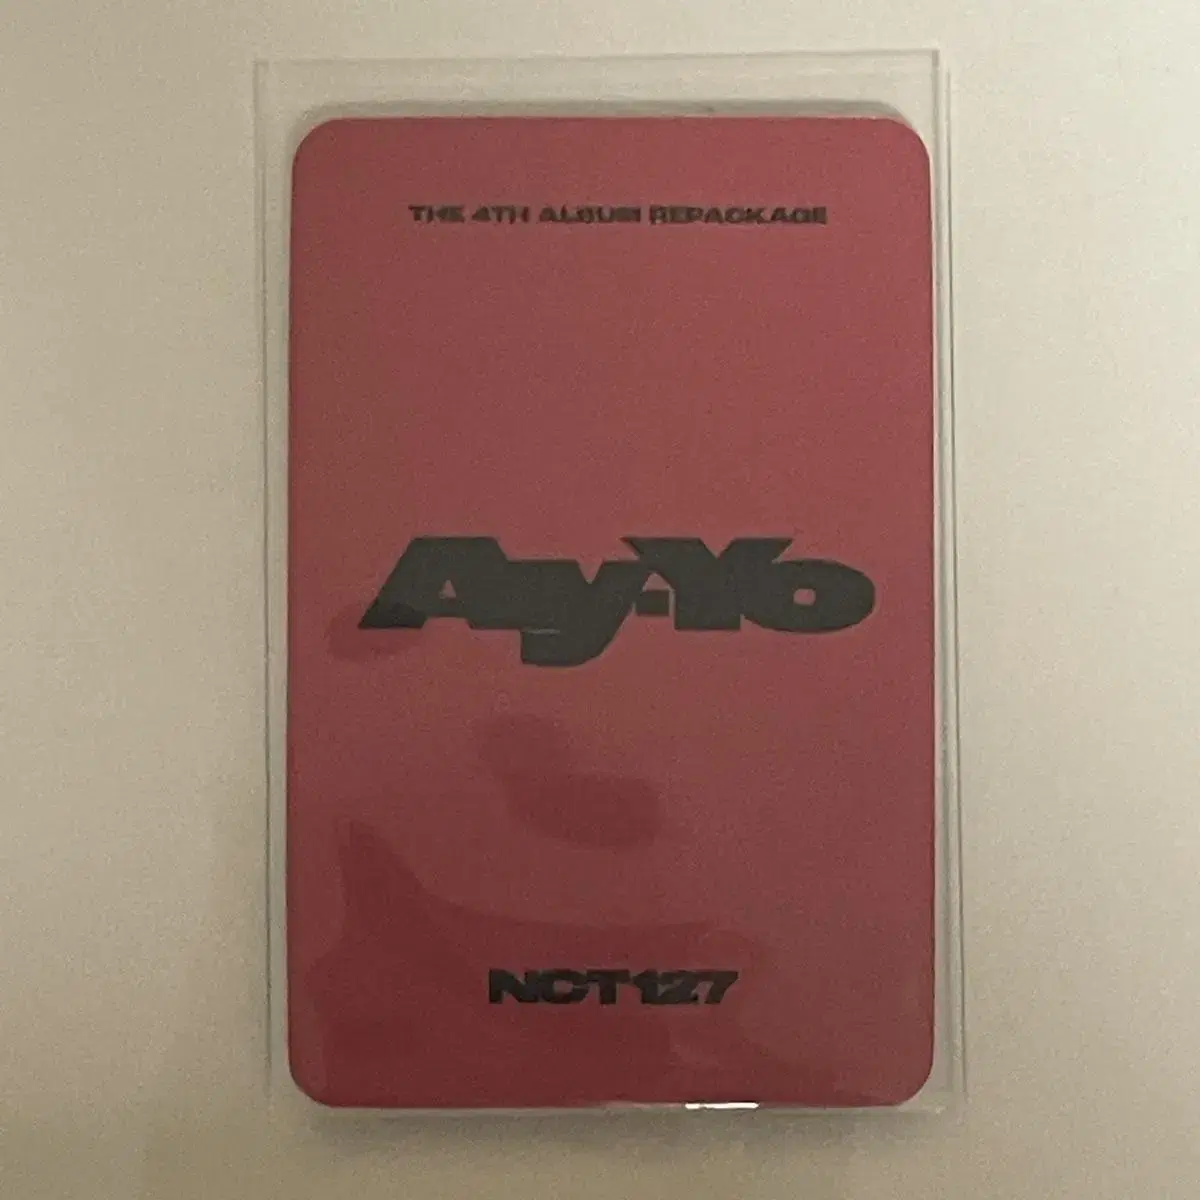 THE 4TH ALBUM REPACKAGE
Ay-Yo
NCT127